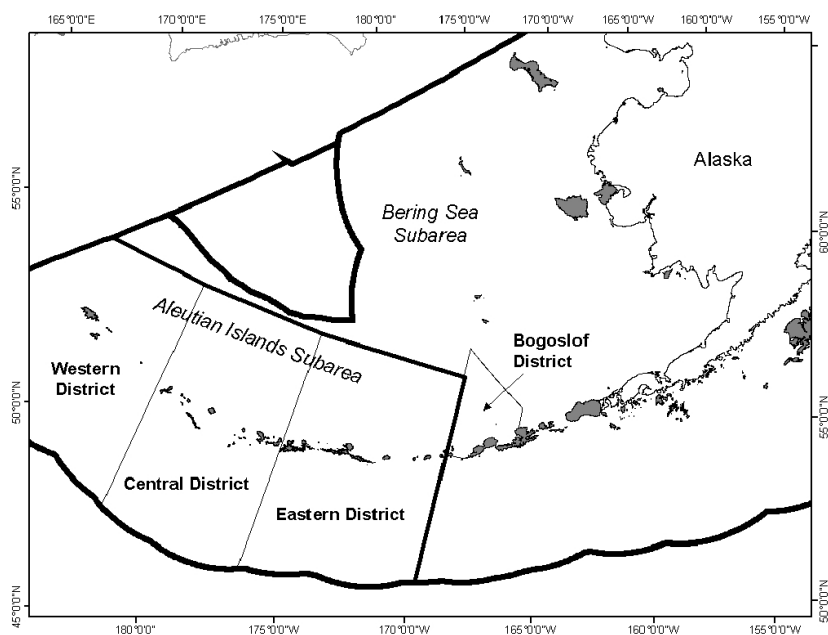 165°0'0"E
170°0'0"E
175°0'0"E
180°0'0"
175°0'0"W
170°0'0"W
165°0'0"W
160°0'0"W
155°0'0"W
55°0'0"N
50°0'0"N
45°0'0"N
Alaska
Bering Sea
Subarea
Aleutian Islands Subarea
Bogoslof
District
Western
District
Central District
Eastern District
60°0'0"N
55°0'0"N
50°0'0"N
180°0'0"
175°0'0"W
170°0'0"W
165°0'0"W
160°0'0"W
155°0'0"W